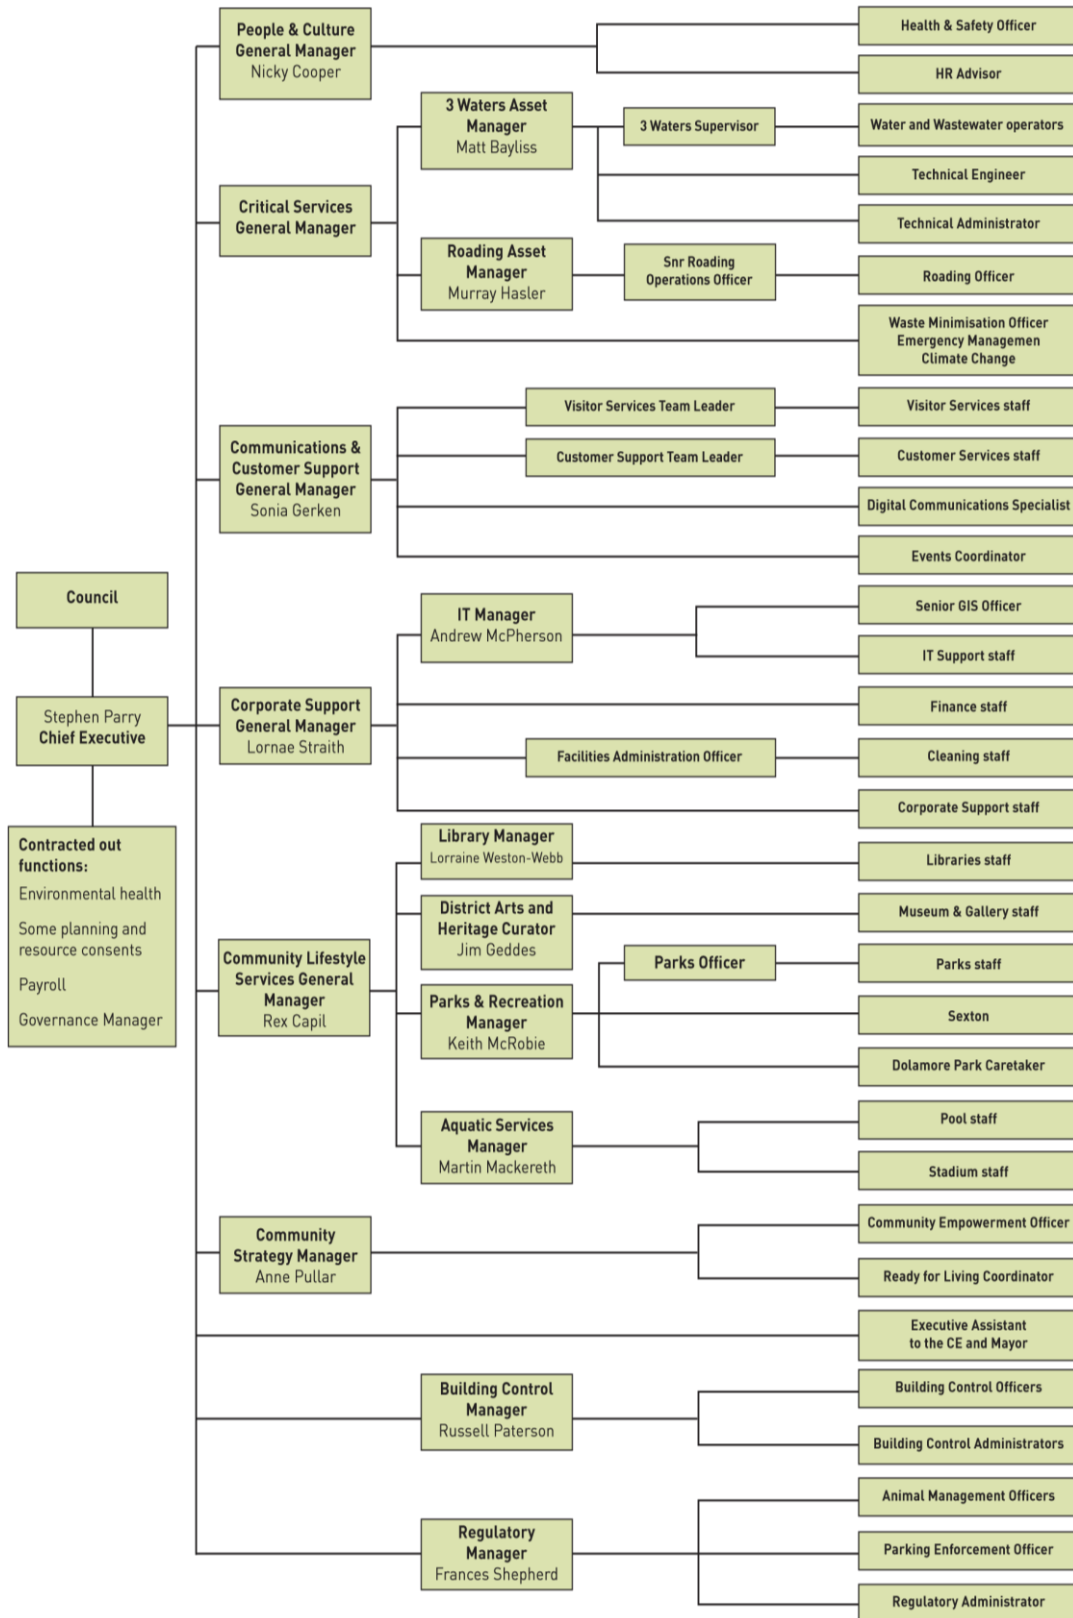 People & Culture
General Manager
Nicky Cooper
Health & Safety Officer
HR Advisor
3 Waters Asset
Manager
Matt Bayliss
3 Waters Supervisor
Water and Wastewater operators
Technical Engineer
Technical Administrator
Critical Services
General Manager
Roading Asset
Manager
Murray Hasler
Snr Roading
Operations Officer
Roading Officer
Waste Minimisation Officer
Emergency Managemen
Climate Change
Communications &
Customer Support
General Manager
Sonia Gerken
Visitor Services Team Leader
Visitor Services staff
Customer Support Team Leader
Customer Services staff
Digital Communications Specialist
Events Coordinator
Council
Stephen Parry
Chief Executive
Contracted out
functions:
Environmental health
Some planning and
resource consents
Payroll
Governance Manager
Corporate Support
General Manager
Lornae Straith
IT Manager
Andrew McPherson
Senior GIS Officer
IT Support staff
Finance staff
Facilities Administration Officer
Cleaning staff
Corporate Support staff
Community Lifestyle
Services General
Manager
Rex Capil
Library Manager
Lorraine Weston-Webb
Libraries staff
District Arts and
Heritage Curator
Jim Geddes
Museum & Gallery staff
Parks & Recreation
Manager
Keith McRobie
Parks Officer
Parks staff
Sexton
Dolamore Park Caretaker
Aquatic Services
Manager
Martin Mackereth
Pool staff
Stadium staff
Community
Strategy Manager
Anne Pullar
Community Empowerment Officer
Ready for Living Coordinator
Executive Assistant
to the CE and Mayor
Building Control
Manager
Russell Paterson
Building Control Officers
Building Control Administrators
Regulatory
Manager
Frances Shepherd
Animal Management Officers
Parking Enforcement Officer
Regulatory Administrator